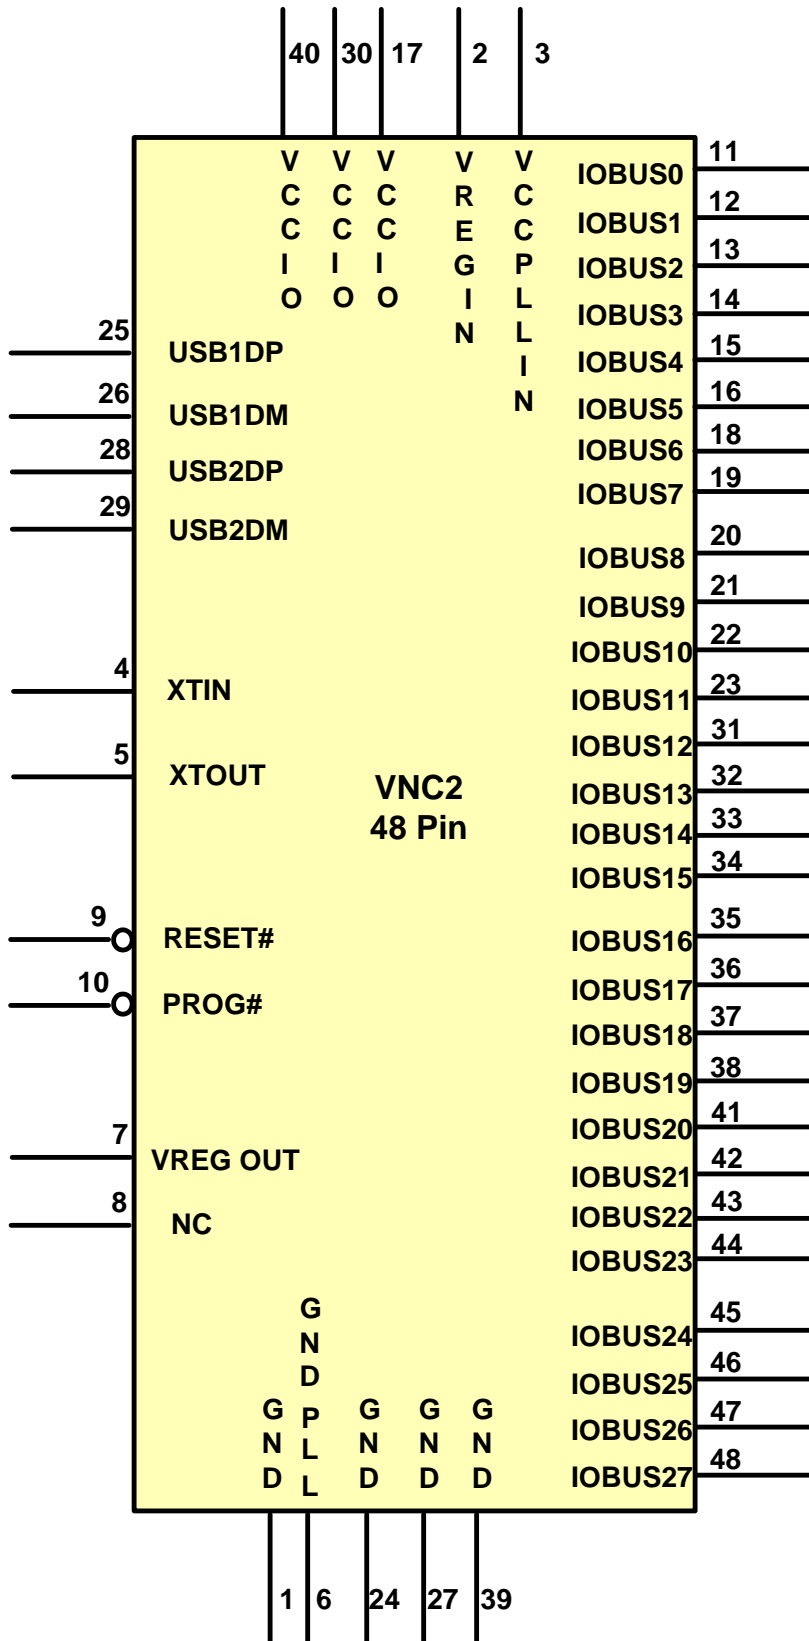 40 30 17 2 3
VCCIO VCCIO VCCIO VREGIN VCCPLLIN
25 USB1DP
26 USB1DM
28 USB2DP
29 USB2DM
4 XTIN
5 XTOUT
9 RESET#
10 PROG#
7 VREG OUT
8 NC
VNC2
48 Pin
IOBUS0 11
IOBUS1 12
IOBUS2 13
IOBUS3 14
IOBUS4 15
IOBUS5 16
IOBUS6 18
IOBUS7 19
IOBUS8 20
IOBUS9 21
IOBUS10 22
IOBUS11 23
IOBUS12 31
IOBUS13 32
IOBUS14 33
IOBUS15 34
IOBUS16 35
IOBUS17 36
IOBUS18 37
IOBUS19 38
IOBUS20 41
IOBUS21 42
IOBUS22 43
IOBUS23 44
IOBUS24 45
IOBUS25 46
IOBUS26 47
IOBUS27 48
GND GND PLL GND GND GND
1 6 24 27 39